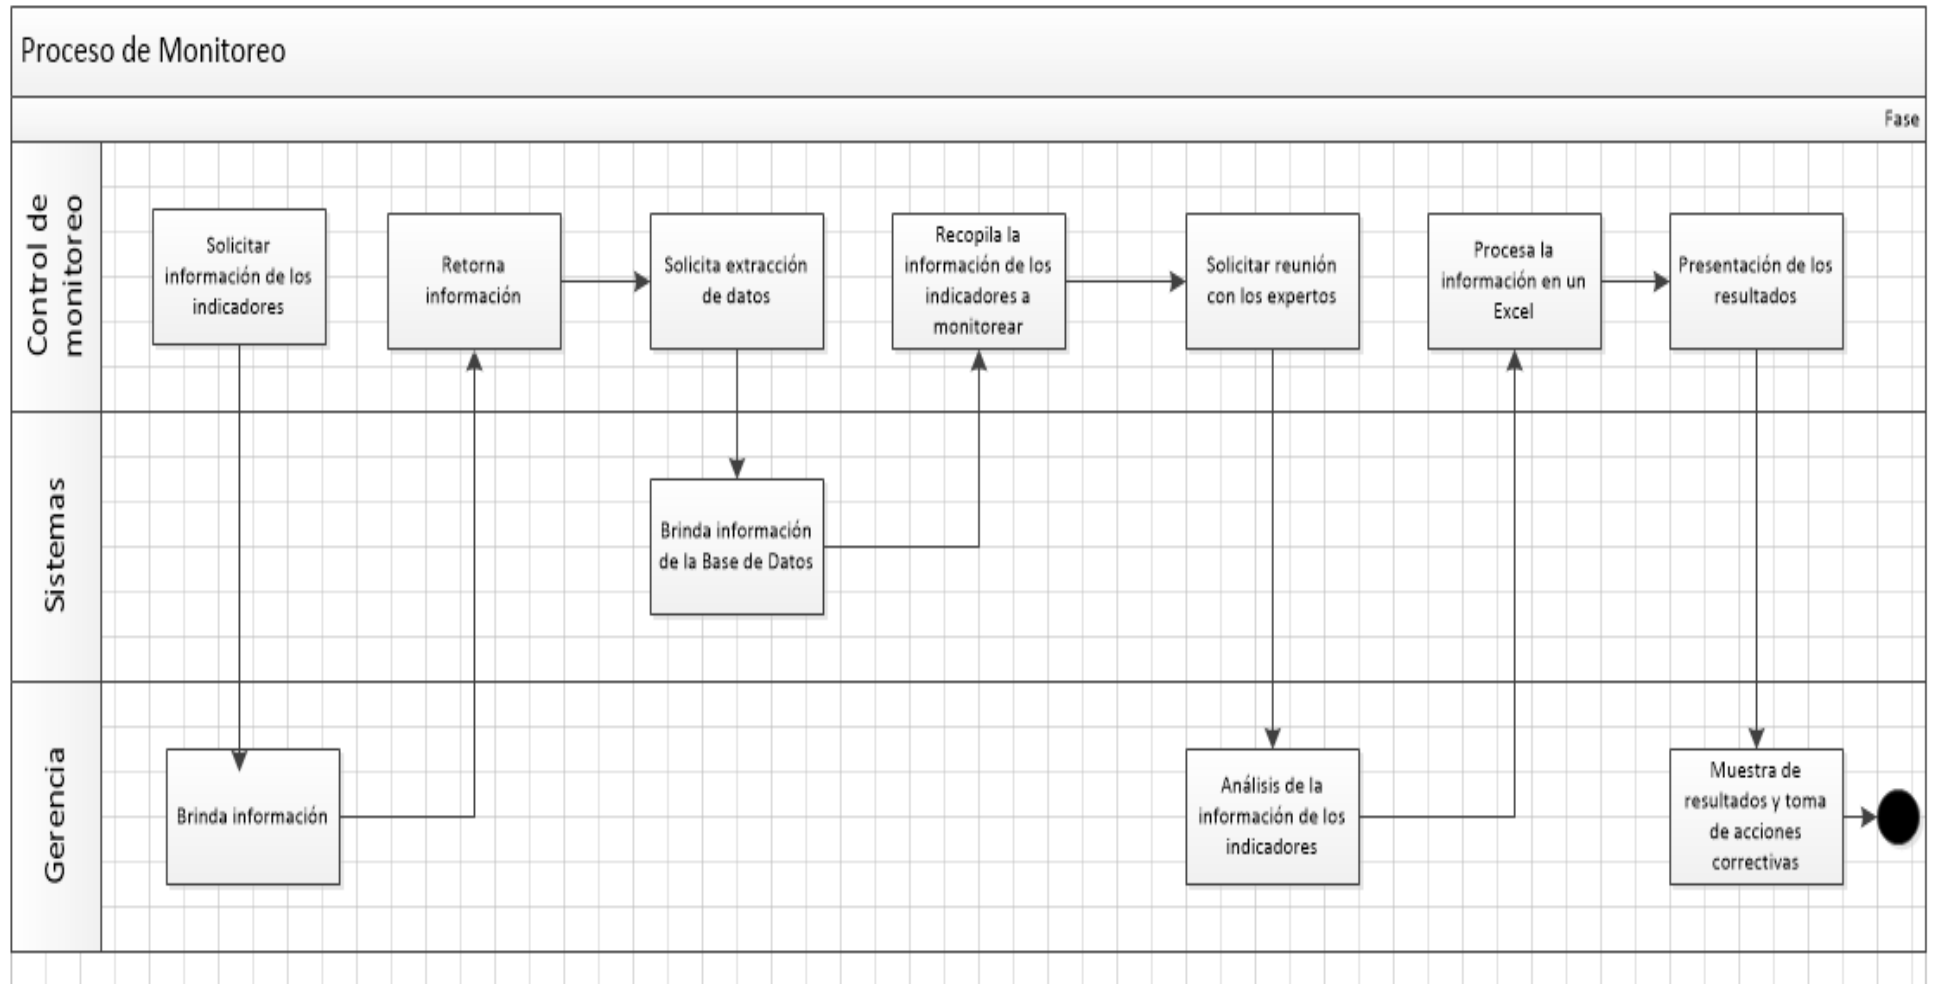 Proceso de Monitoreo
Fase
Control de
monitoreo
Solicitar
información de los
indicadores
Retorna
información
Solicita extracción
de datos
Recopila la
información de los
indicadores a
monitorear
Solicitar reunión
con los expertos
Procesa la
información en un
Excel
Presentación de los
resultados
Sistemas
Brinda información
de la Base de Datos
Gerencia
Brinda información
Análisis de la
información de los
indicadores
Muestra de
resultados y toma
de acciones
correctivas